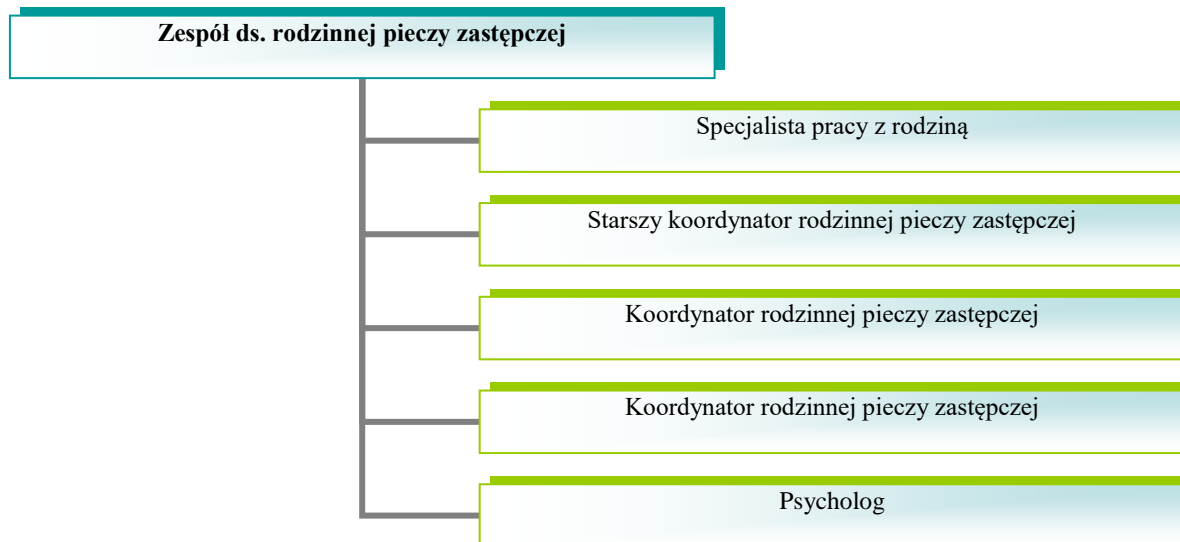 Zespół ds. rodzinnej pieczy zastępczej
Specjalista pracy z rodziną
Starszy koordynator rodzinnej pieczy zastępczej
Koordynator rodzinnej pieczy zastępczej
Koordynator rodzinnej pieczy zastępczej
Psycholog